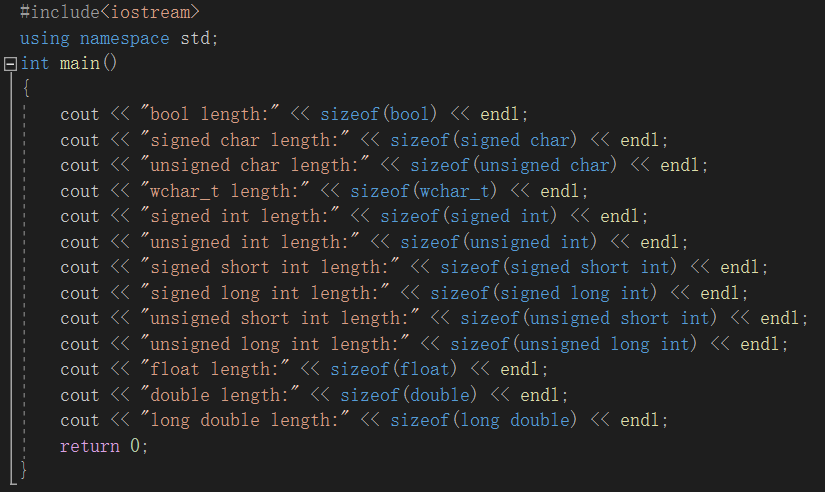 #include<iostream>
using namespace std;
int main()
{
cout << "bool length:" << sizeof(bool) << endl;
cout << "signed char length:" << sizeof(signed char) << endl;
cout << "unsigned char length:" << sizeof(unsigned char) << endl;
cout << "wchar_t length:" << sizeof(wchar_t) << endl;
cout << "signed int length:" << sizeof(signed int) << endl;
cout << "unsigned int length:" << sizeof(unsigned int) << endl;
cout << "signed short int length:" << sizeof(signed short int) << endl;
cout << "signed long int length:" << sizeof(signed long int) << endl;
cout << "unsigned short int length:" << sizeof(unsigned short int) << endl;
cout << "unsigned long int length:" << sizeof(unsigned long int) << endl;
cout << "float length:" << sizeof(float) << endl;
cout << "double length:" << sizeof(double) << endl;
cout << "long double length:" << sizeof(long double) << endl;
return 0;
}